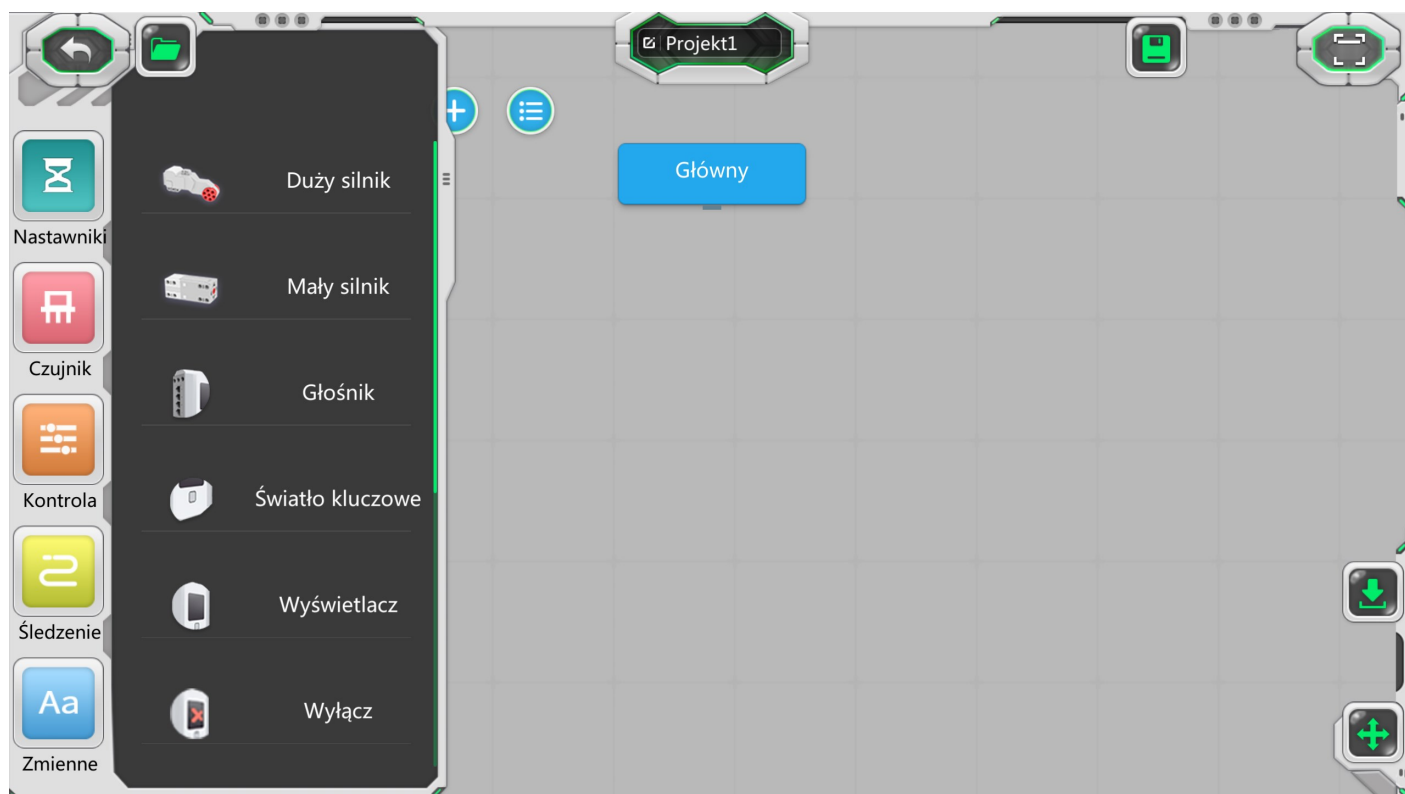 Projekt1
Główny
Nastawniki
Czujnik
Kontrola
Śledzenie
Aa
Zmienne
Duży silnik
Mały silnik
Głośnik
Światło kluczowe
Wyświetlacz
Wyłącz